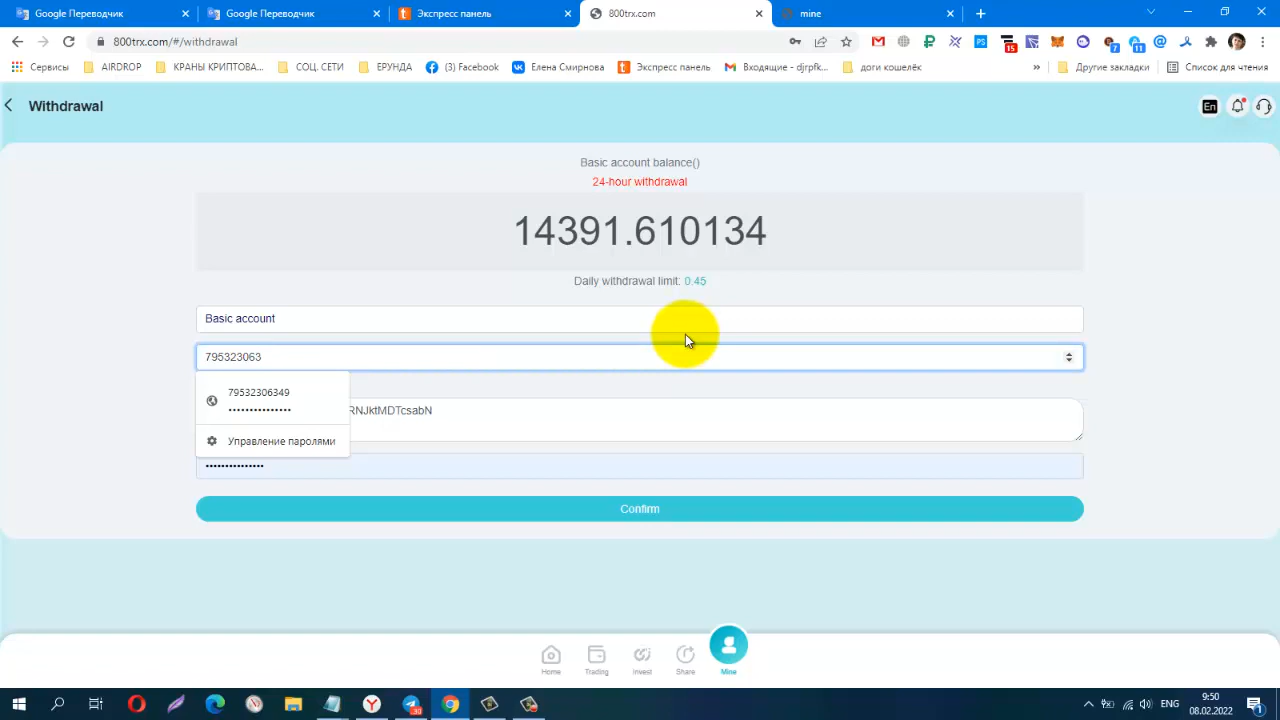 Google Переводчик
Google Переводчик
Экспресс панель
800trx.com
mine
800trx.com/#/withdrawal
15
7
11
Сервисы
AIRDROP
КРАНЫ КРИПТОВА...
СОЦ. СЕТИ
ЕРУНДА
(3) Facebook
Елена Смирнова
Экспресс панель
Входящие - djrpfk...
доги кошелёк
»
Другие закладки
Список для чтения
Withdrawal
En
Basic account balance()
24-hour withdrawal
14391.610134
Daily withdrawal limit: 0.45
Basic account
795323063
79532306349
•••••••••••••••
RNJktMDTcsabN
Управление паролями
•••••••••••••••
Confirm
Home
Trading
Invest
Share
Mine
ENG
9:50
08.02.2022